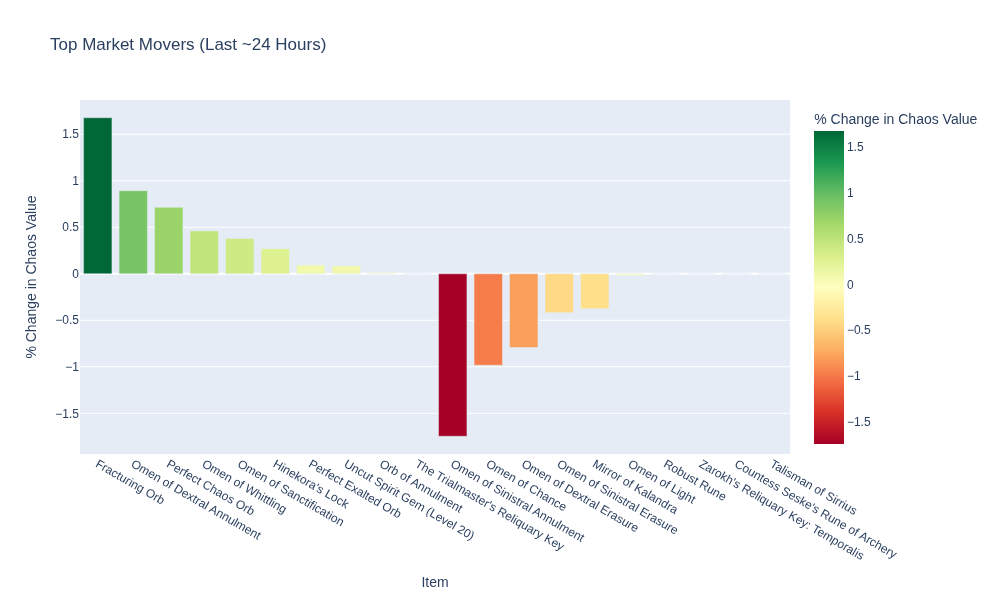 Top Market Movers (Last ~24 Hours)
% Change in Chaos Value
1.5
1
0.5
0
−0.5
−1
−1.5
% Change in Chaos Value
1.5
1
0.5
0
−0.5
−1
−1.5
Fracturing Orb
Omen of Dextral Annulment
Perfect Chaos Orb
Omen of Whittling
Omen of Sanctification
Hinekora's Lock
Perfect Exalted Orb
Uncut Spirit Gem (Level 20)
Orb of Annulment
The Trialmaster's Reliquary Key
Omen of Sinistral Annulment
Omen of Chance
Omen of Dextral Erasure
Omen of Sinistral Erasure
Mirror of Kalandra
Omen of Light
Robust Rune
Zarokh's Reliquary Key: Temporalis
Countess Seske's Rune of Archery
Talisman of Sirrius
Item